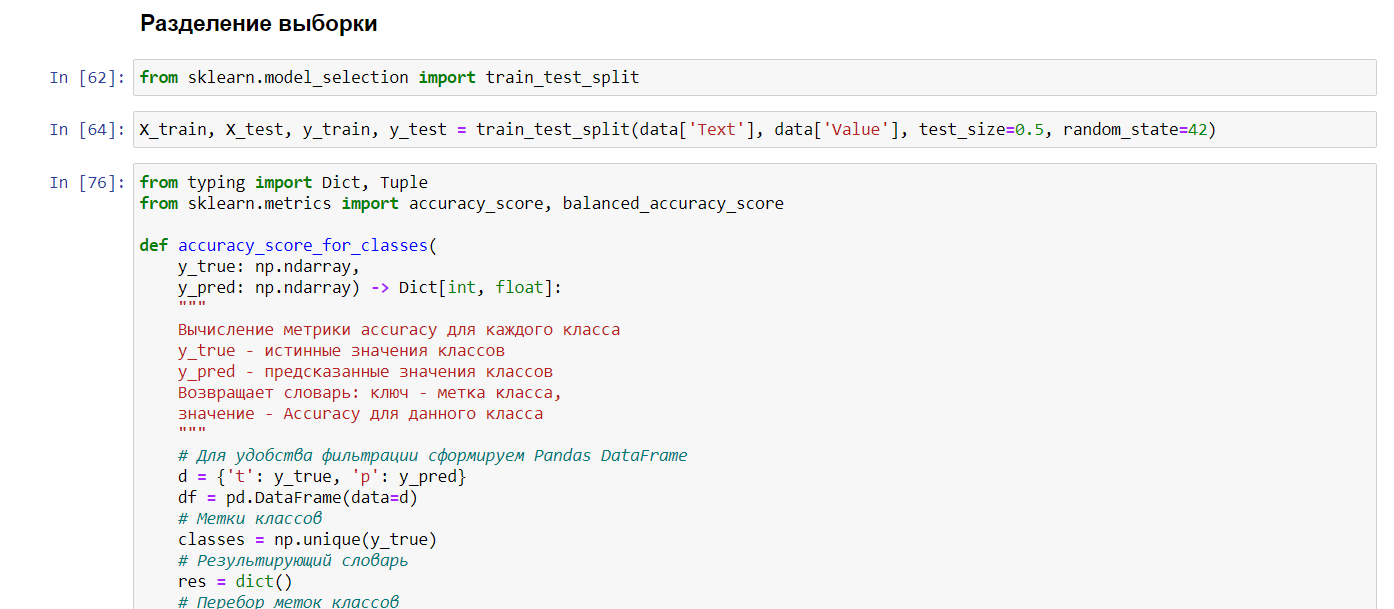 Разделение выборки
In [62]: from sklearn.model_selection import train_test_split
In [64]: X_train, X_test, y_train, y_test = train_test_split(data['Text'], data['Value'], test_size=0.5, random_state=42)
In [76]: from typing import Dict, Tuple
from sklearn.metrics import accuracy_score, balanced_accuracy_score
def accuracy_score_for_classes(
    y_true: np.ndarray,
    y_pred: np.ndarray) -> Dict[int, float]:
    """
    Вычисление метрики accuracy для каждого класса
    y_true - истинные значения классов
    y_pred - предсказанные значения классов
    Возвращает словарь: ключ - метка класса,
    значение - Accuracy для данного класса
    """
    # Для удобства фильтрации сформируем Pandas DataFrame
    d = {'t': y_true, 'p': y_pred}
    df = pd.DataFrame(data=d)
    # Метки классов
    classes = np.unique(y_true)
    # Результирующий словарь
    res = dict()
    # Перебор меток классов